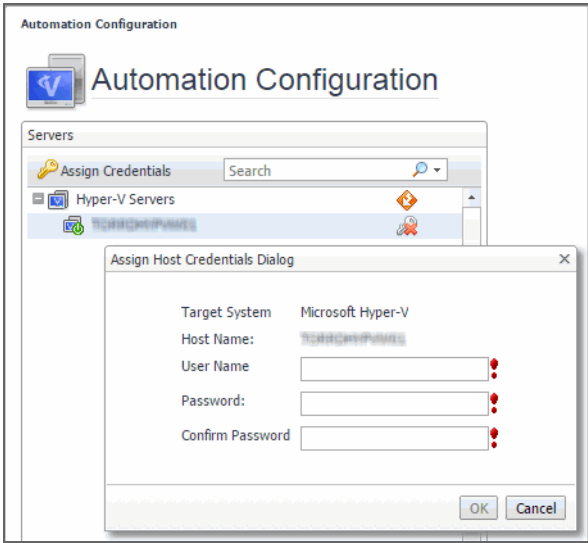 Automation Configuration
Automation Configuration
Servers
Assign Credentials Search
Hyper-V Servers
Assign Host Credentials Dialog
Target System Microsoft Hyper-V
Host Name:
User Name
Password:
Confirm Password
OK Cancel